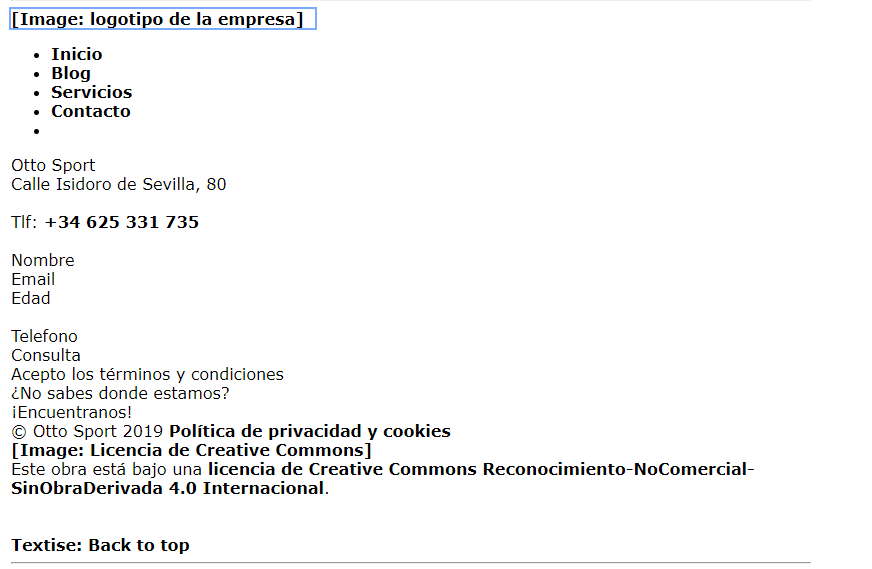 [Image: logotipo de la empresa]
Inicio
Blog
Servicios
Contacto
Otto Sport
Calle Isidoro de Sevilla, 80
Tlf: +34 625 331 735
Nombre
Email
Edad
Telefono
Consulta
Acepto los términos y condiciones
¿No sabes donde estamos?
¡Encuentranos!
© Otto Sport 2019 Política de privacidad y cookies
[Image: Licencia de Creative Commons]
Este obra está bajo una licencia de Creative Commons Reconocimiento-NoComercial-
SinObraDerivada 4.0 Internacional.
Textise: Back to top